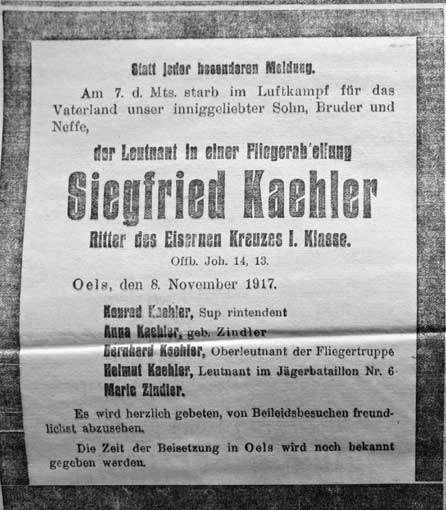 Statt jeder besonderen Meldung.
Am 7. d. Mts. starb im Luftkampf für das
Vaterland unser inniggeliebter Sohn, Bruder und
Neffe,
der Leutnant in einer Fliegerab'eilung
Siegfried Kaehler
Ritter des Eisernen Kreuzes I. Klasse.
Offb. Joh. 14, 13.
Oels, den 8. November 1917.
Konrad Kaehler, Sup rintendent
Anna Kaehler, geb. Zindler
Bernhard Kaehler, Oberleutnant der Fliegertruppe
Helmut Kaehler, Leutnant im Jägerbataillon Nr. 6
Marie Zindler.
Es wird herzlich gebeten, von Beileidsbesuchen freund-
lichst abzusehen.
Die Zeit der Beisetzung in Oels wird noch bekannt
gegeben werden.